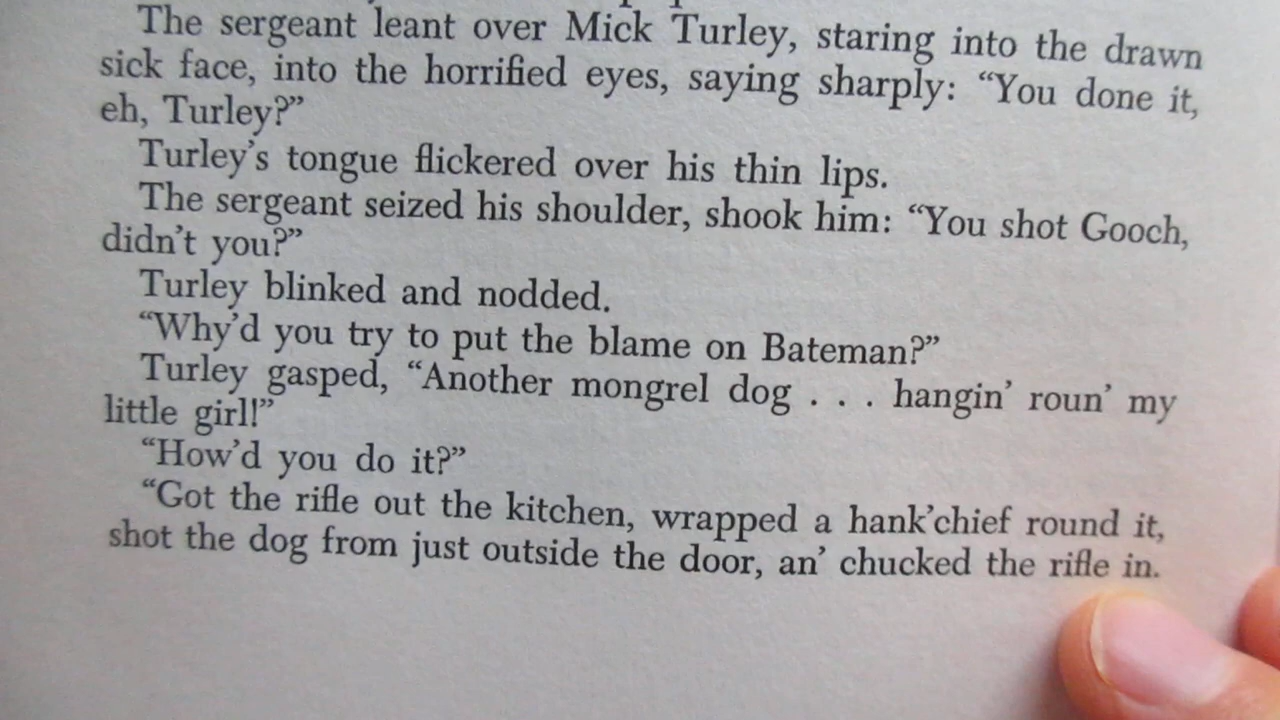 The sergeant leant over Mick Turley, staring into the drawn
sick face, into the horrified eyes, saying sharply: “You done it,
eh, Turley?”
Turley’s tongue flickered over his thin lips.
The sergeant seized his shoulder, shook him: “You shot Gooch,
didn’t you?”
Turley blinked and nodded.
“Why’d you try to put the blame on Bateman?”
Turley gasped, “Another mongrel dog . . . hangin’ roun’ my
little girl!”
“How’d you do it?”
“Got the rifle out the kitchen, wrapped a hank’chief round it,
shot the dog from just outside the door, an’ chucked the rifle in.